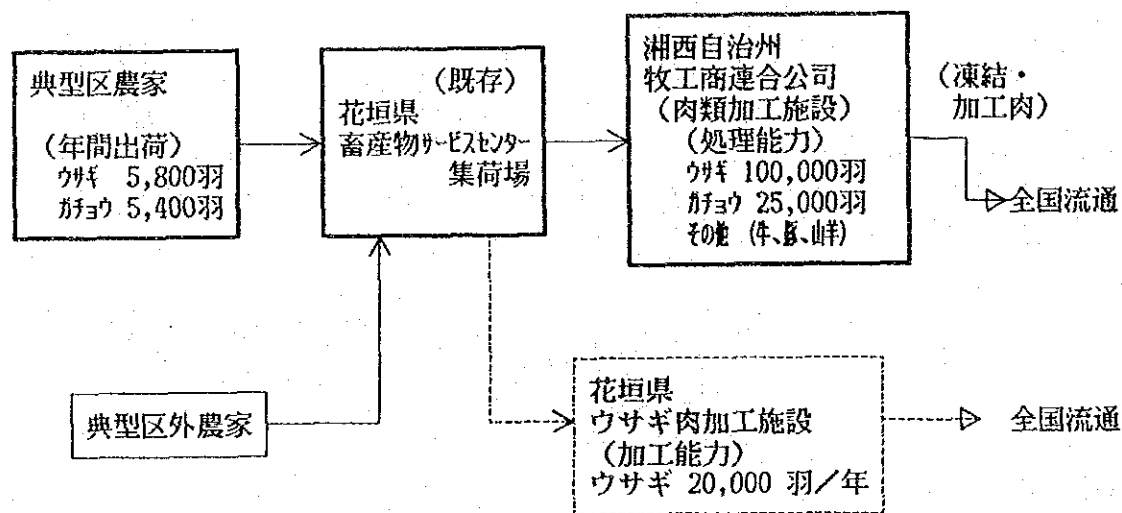 典型区農家
(年間出荷)
ウサギ 5,800羽
ガチョウ 5,400羽
(既存)
花垣県
畜産物サービスセンター
集荷場
湘西自治州
牧工商連合公司
(肉類加工施設)
(処理能力)
ウサギ 100,000羽
ガチョウ 25,000羽
その他 (牛、豚、山羊)
(凍結・
加工肉)
全国流通
典型区外農家
花垣県
ウサギ肉加工施設
(加工能力)
ウサギ 20,000 羽/年
全国流通